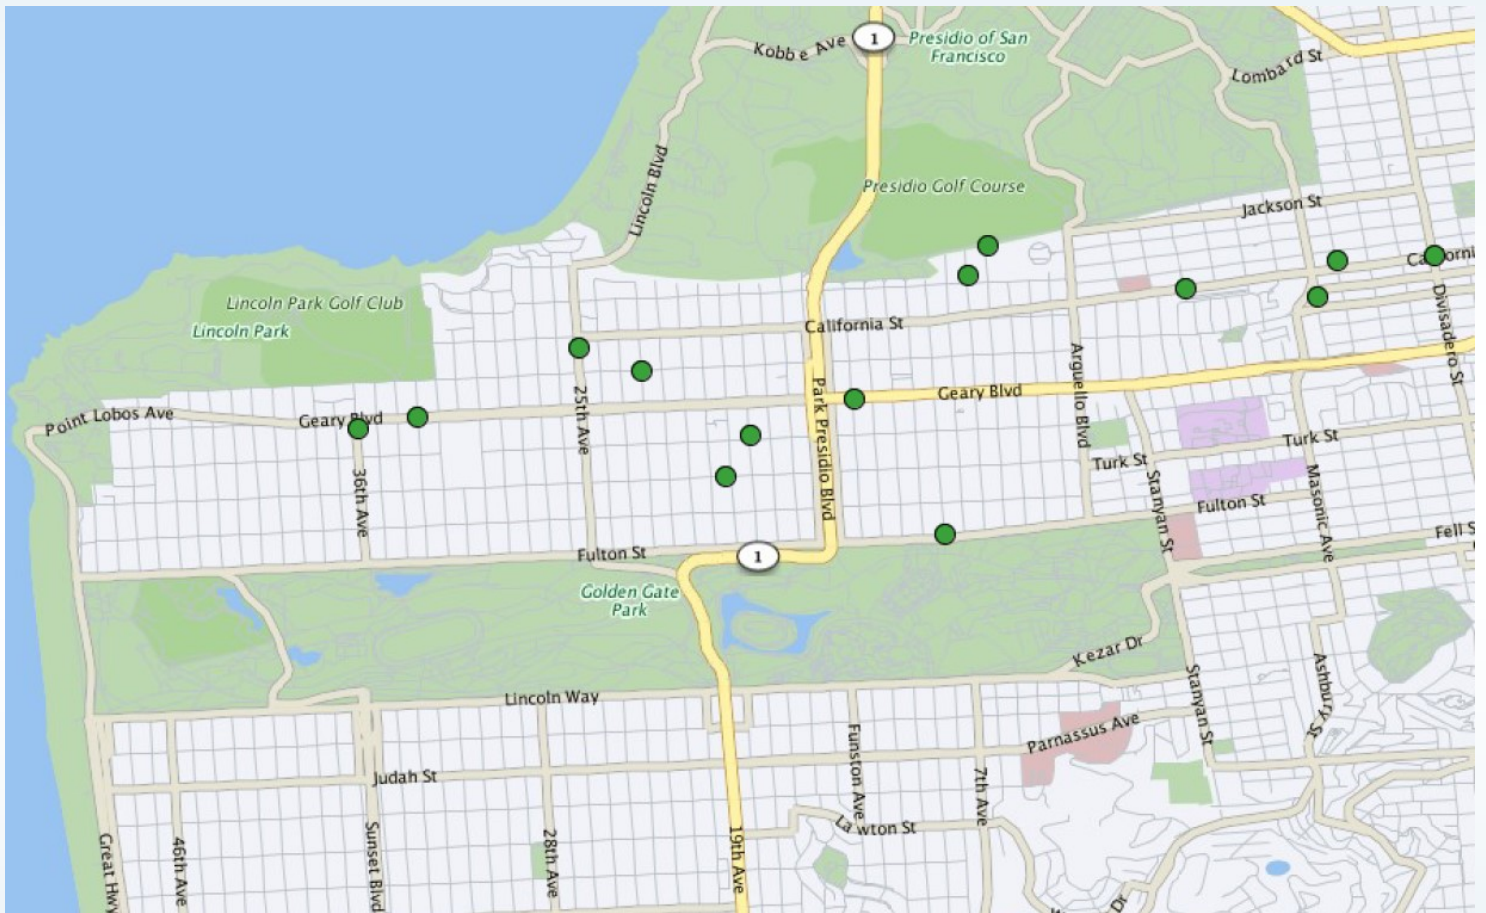 Kobbe Ave
1
Presidio of San
Francisco
Lombard St
Lincoln Blvd
Presidio Golf Course
Jackson St
Lincoln Park Golf Club
Lincoln Park
California St
Divisadero St
25th Ave
Park Presidio Blvd
Arguello Blvd
Geary Blvd
Point Lobos Ave
Geary Blvd
Turk St
Turk St
36th Ave
Stanyan St
Masonic Ave
Fulton St
Fell S
Fulton St
1
Golden Gate
Park
Kezar Dr
Lincoln Way
Stanyan St
Ashbury St
Funston Ave
Parnassus Ave
Judah St
7th Ave
Lawton St
Great Hwy
46th Ave
Sunset Blvd
28th Ave
19th Ave
Dr